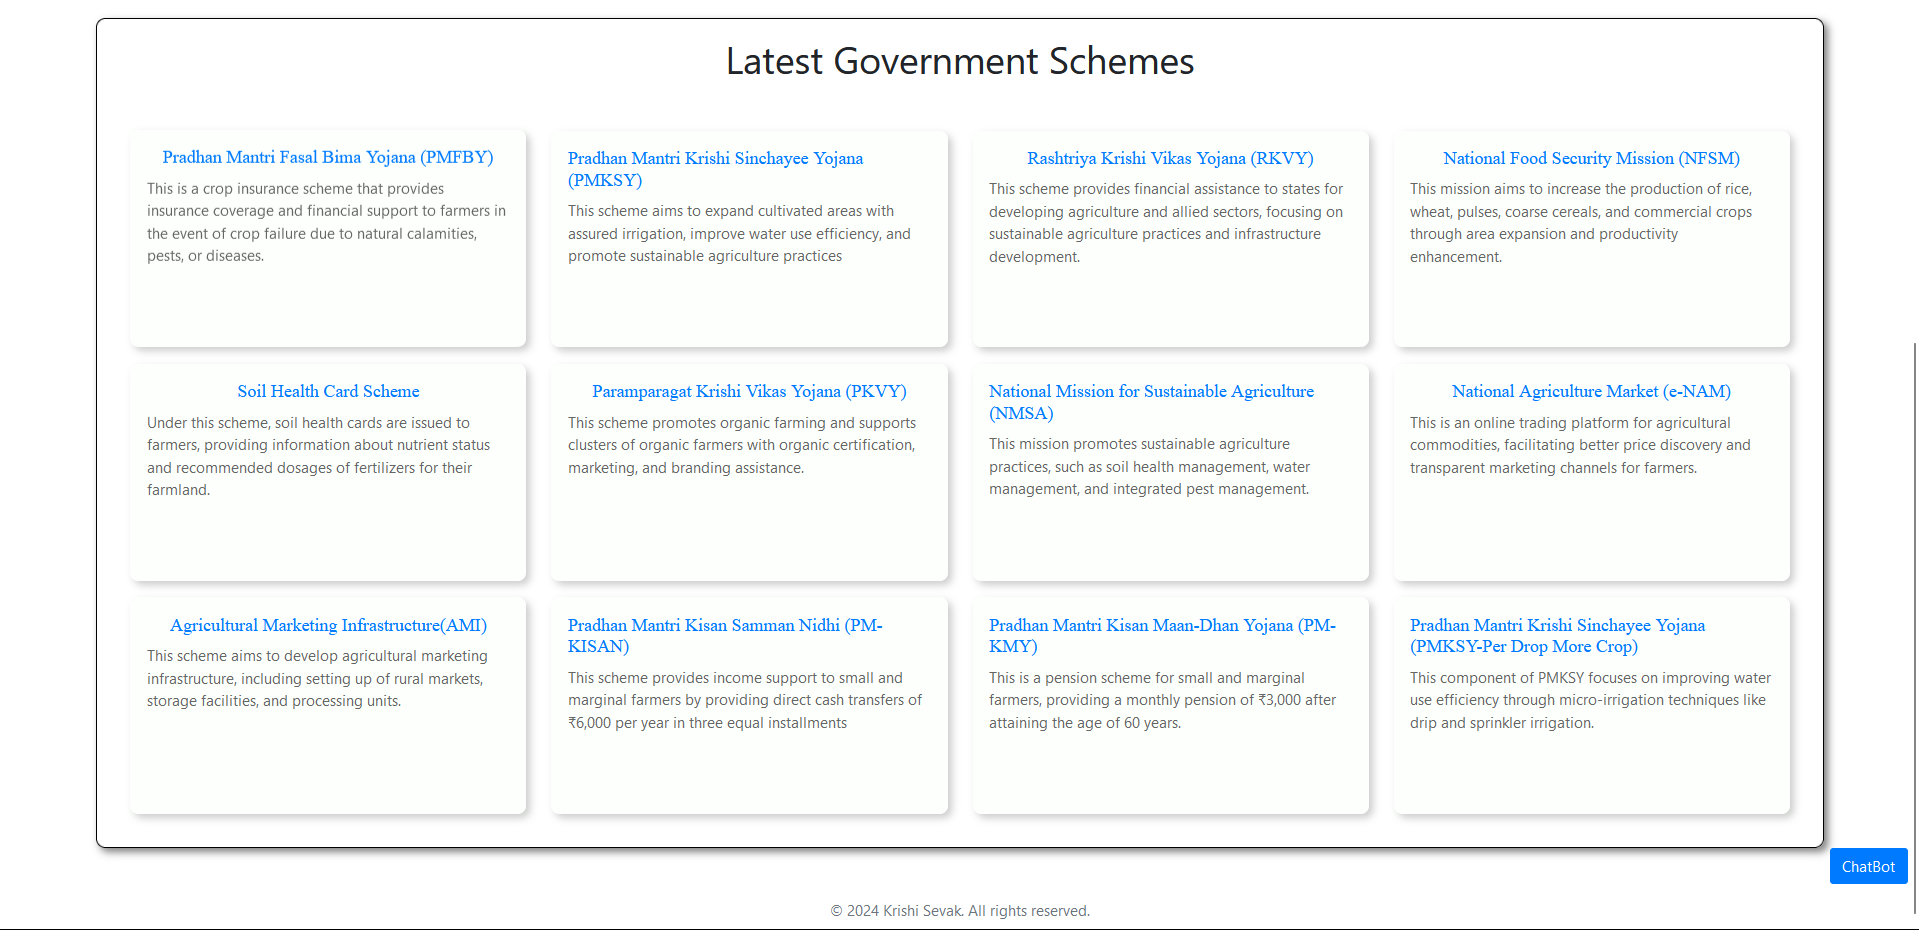 Latest Government Schemes
Pradhan Mantri Fasal Bima Yojana (PMFBY)
This is a crop insurance scheme that provides
insurance coverage and financial support to farmers in
the event of crop failure due to natural calamities,
pests, or diseases.
Pradhan Mantri Krishi Sinchayee Yojana
(PMKSY)
This scheme aims to expand cultivated areas with
assured irrigation, improve water use efficiency, and
promote sustainable agriculture practices
Rashtriya Krishi Vikas Yojana (RKVY)
This scheme provides financial assistance to states for
developing agriculture and allied sectors, focusing on
sustainable agriculture practices and infrastructure
development.
National Food Security Mission (NFSM)
This mission aims to increase the production of rice,
wheat, pulses, coarse cereals, and commercial crops
through area expansion and productivity
enhancement.
Soil Health Card Scheme
Under this scheme, soil health cards are issued to
farmers, providing information about nutrient status
and recommended dosages of fertilizers for their
farmland.
Paramparagat Krishi Vikas Yojana (PKVY)
This scheme promotes organic farming and supports
clusters of organic farmers with organic certification,
marketing, and branding assistance.
National Mission for Sustainable Agriculture
(NMSA)
This mission promotes sustainable agriculture
practices, such as soil health management, water
management, and integrated pest management.
National Agriculture Market (e-NAM)
This is an online trading platform for agricultural
commodities, facilitating better price discovery and
transparent marketing channels for farmers.
Agricultural Marketing Infrastructure(AMI)
This scheme aims to develop agricultural marketing
infrastructure, including setting up of rural markets,
storage facilities, and processing units.
Pradhan Mantri Kisan Samman Nidhi (PM-
KISAN)
This scheme provides income support to small and
marginal farmers by providing direct cash transfers of
₹6,000 per year in three equal installments
Pradhan Mantri Kisan Maan-Dhan Yojana (PM-
KMY)
This is a pension scheme for small and marginal
farmers, providing a monthly pension of ₹3,000 after
attaining the age of 60 years.
Pradhan Mantri Krishi Sinchayee Yojana
(PMKSY-Per Drop More Crop)
This component of PMKSY focuses on improving water
use efficiency through micro-irrigation techniques like
drip and sprinkler irrigation.
ChatBot
© 2024 Krishi Sevak. All rights reserved.